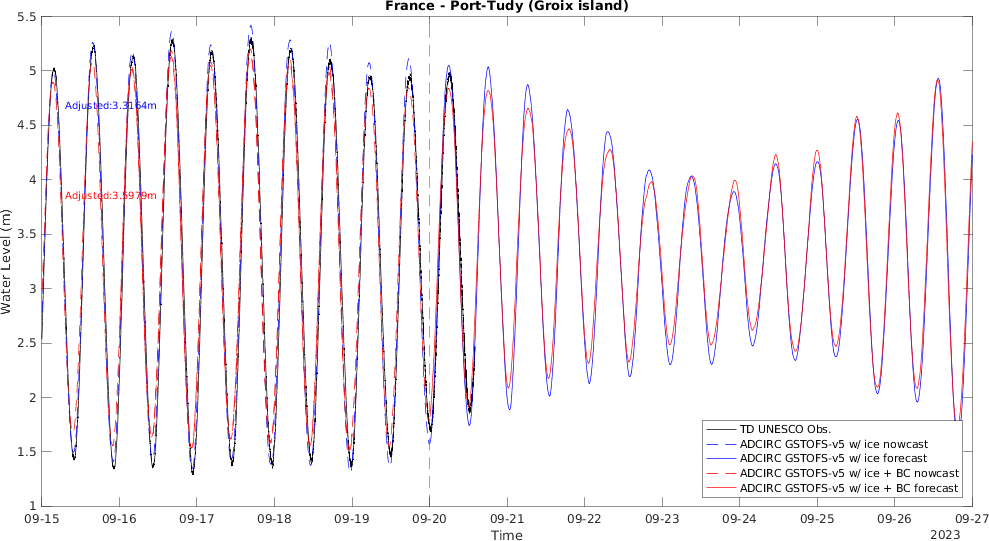 France - Port-Tudy (Groix island)
5.5
5
4.5
4
3.5
3
2.5
2
1.5
1
Water Level (m)
Adjusted:3.3164m
Adjusted:3.5979m
TD UNESCO Obs.
ADCIRC GSTOFS-v5 w/ ice nowcast
ADCIRC GSTOFS-v5 w/ ice forecast
ADCIRC GSTOFS-v5 w/ ice + BC nowcast
ADCIRC GSTOFS-v5 w/ ice + BC forecast
09-15 09-16 09-17 09-18 09-19 09-20 09-21 09-22 09-23 09-24 09-25 09-26 09-27
Time
2023